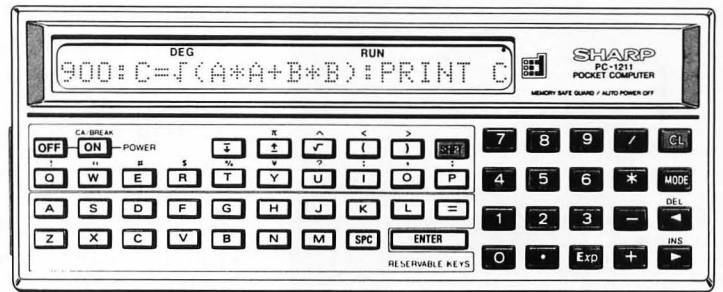 DEG RUN
900:C=√(A*A+B*B):PRINT C
SHARP
PC-1211
POCKET COMPUTER
MEMORY SAFE GUARD / AUTO POWER OFF
CA/BREAK π ^ < >
OFF ON POWER ↧ ↥ √‾ ( ) SHFT
! " # $ % ¥ ? : , ;
Q W E R T Y U I O P
A S D F G H J K L =
Z X C V B N M SPC ENTER
RESERVABLE KEYS
7 8 9 / CL
4 5 6 * MODE
DEL
1 2 3 – ◄
INS
0 • Exp + ►